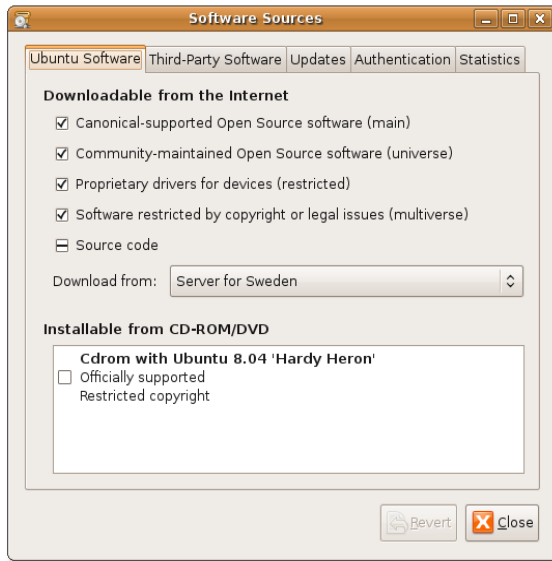 Software Sources
Ubuntu Software
Third-Party Software
Updates
Authentication
Statistics
Downloadable from the Internet
Canonical-supported Open Source software (main)
Community-maintained Open Source software (universe)
Proprietary drivers for devices (restricted)
Software restricted by copyright or legal issues (multiverse)
Source code
Download from: Server for Sweden
Installable from CD-ROM/DVD
Cdrom with Ubuntu 8.04 'Hardy Heron'
Officially supported
Restricted copyright
Revert
Close